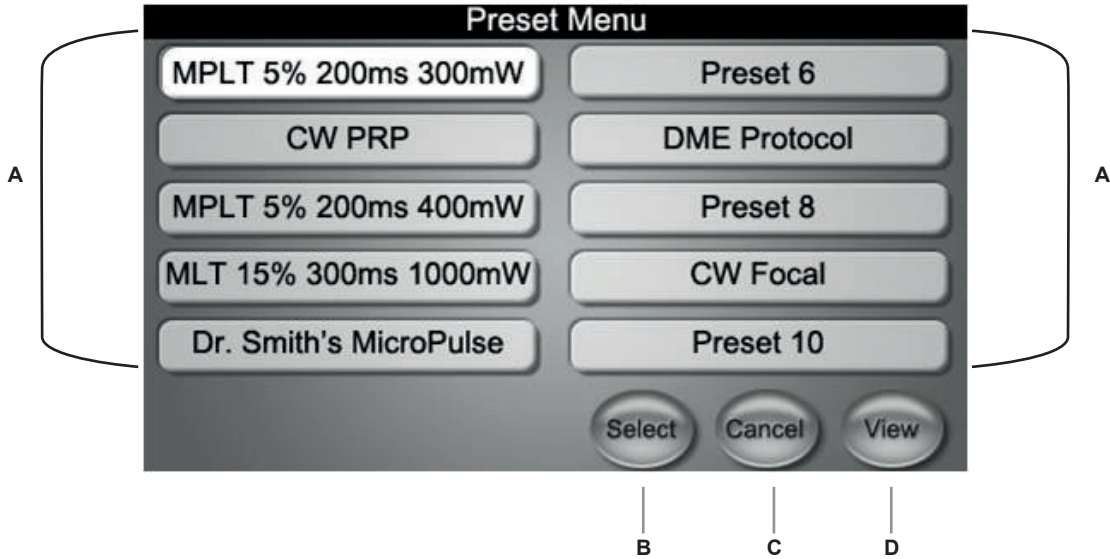 Preset Menu
MPLT 5% 200ms 300mW
Preset 6
CW PRP
DME Protocol
A
A
MPLT 5% 200ms 400mW
Preset 8
MLT 15% 300ms 1000mW
CW Focal
Dr. Smith's MicroPulse
Preset 10
Select
Cancel
View
B
C
D